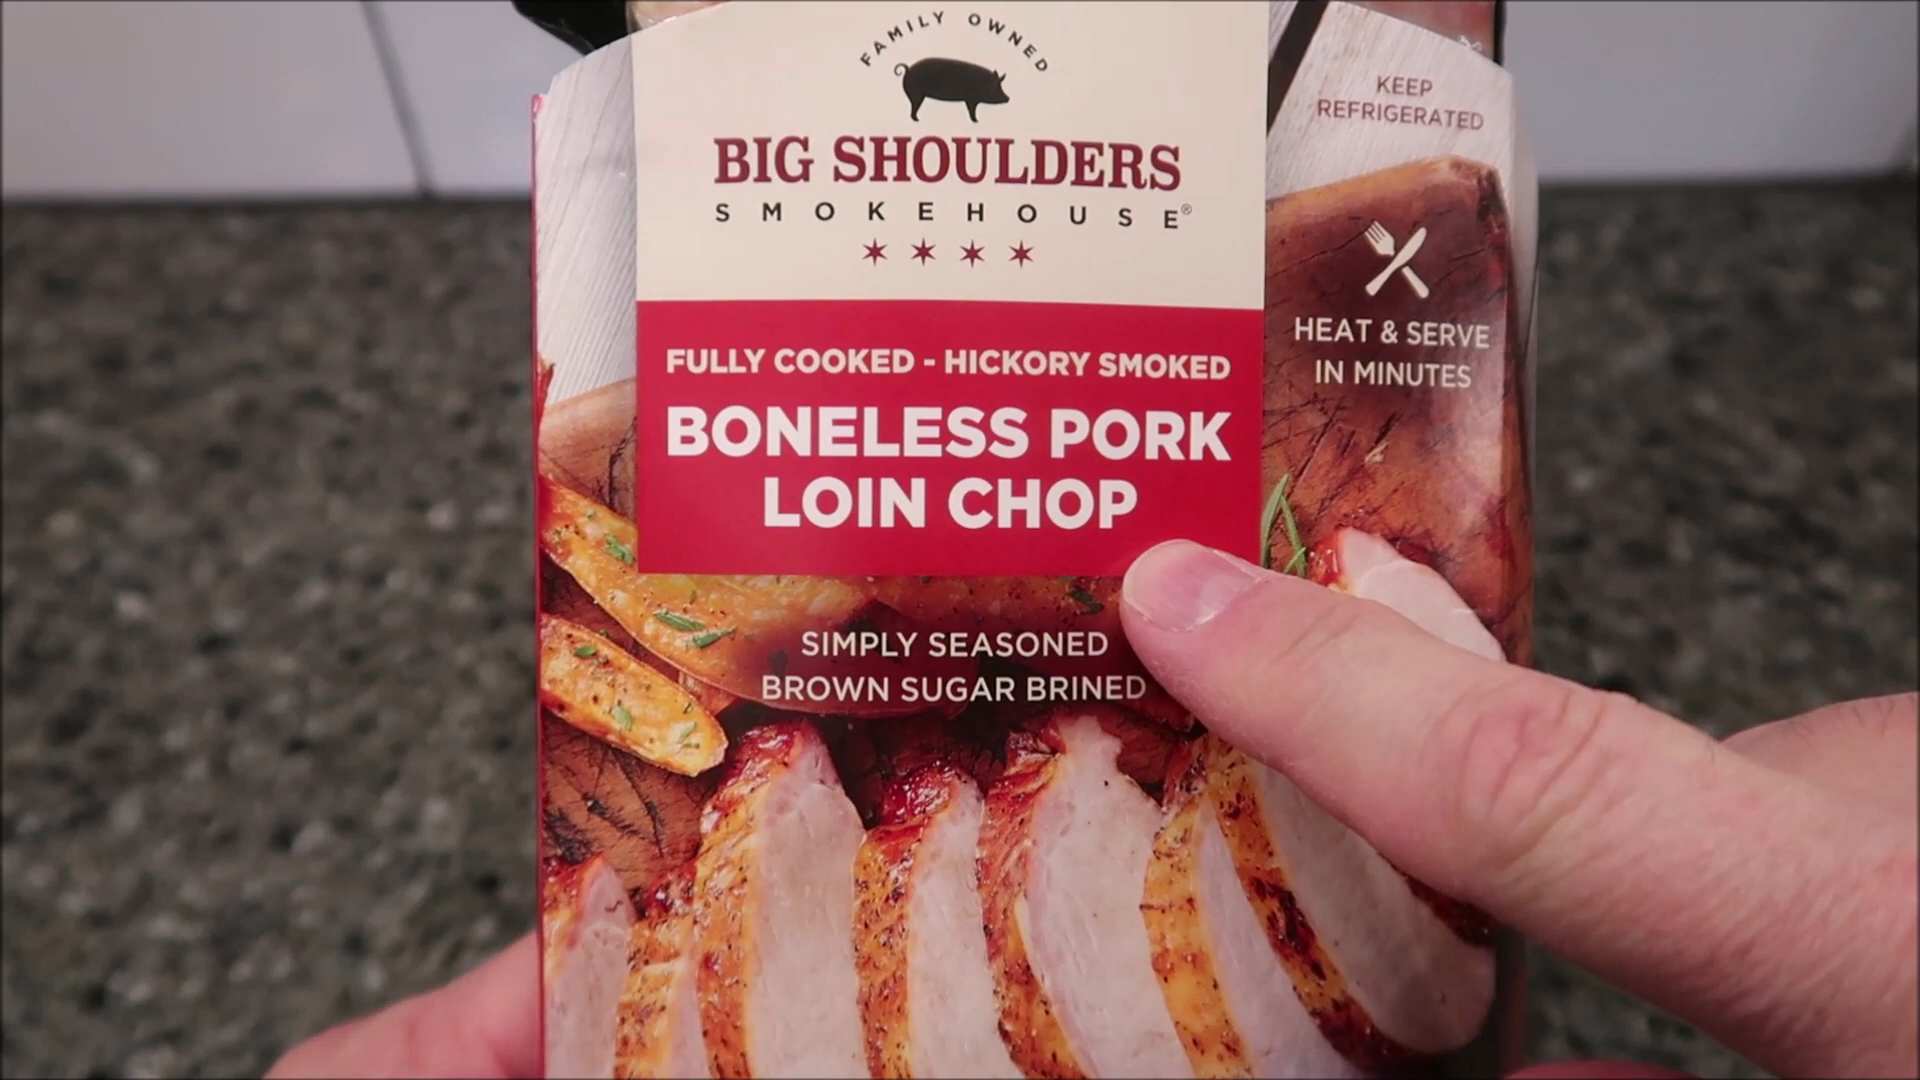 FAMILY OWNED
BIG SHOULDERS
SMOKEHOUSE®
KEEP
REFRIGERATED
HEAT & SERVE
IN MINUTES
FULLY COOKED - HICKORY SMOKED
BONELESS PORK
LOIN CHOP
SIMPLY SEASONED
BROWN SUGAR BRINED